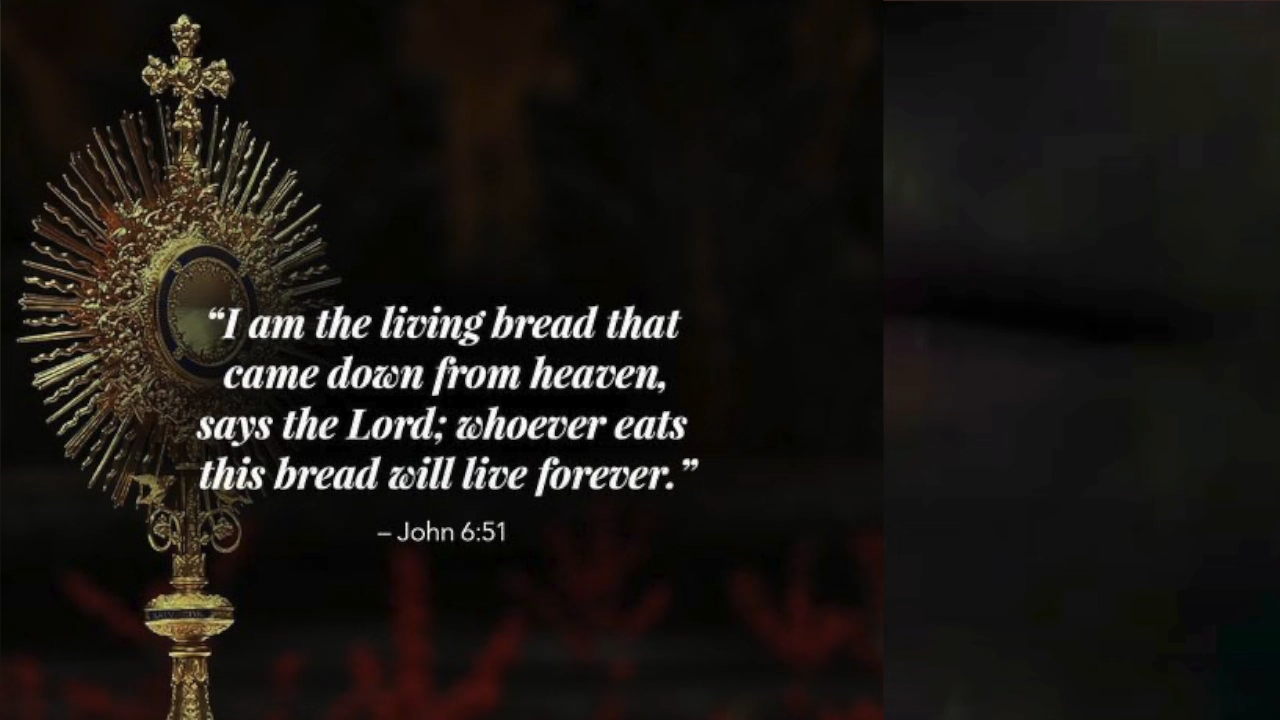 “I am the living bread that
came down from heaven,
says the Lord; whoever eats
this bread will live forever.”
– John 6:51